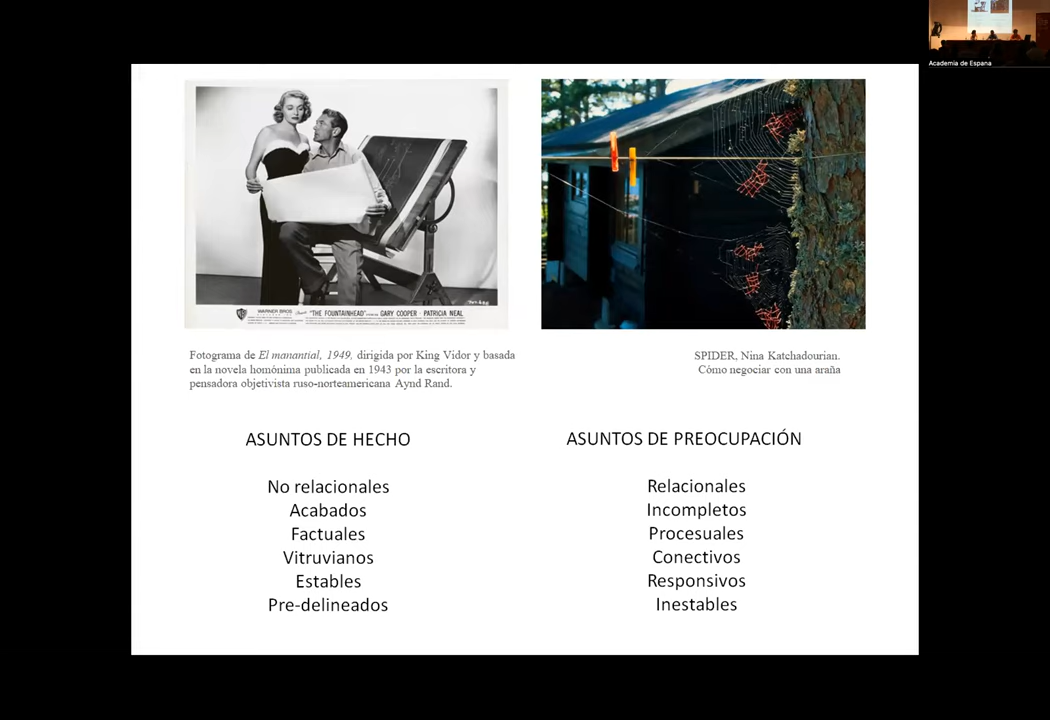 Academia de Espana
WARNER BROS
"THE FOUNTAINHEAD" GARY COOPER · PATRICIA NEAL
Fotograma de El manantial, 1949, dirigida por King Vidor y basada
en la novela homónima publicada en 1943 por la escritora y
pensadora objetivista ruso-norteamericana Aynd Rand.
SPIDER, Nina Katchadourian.
Cómo negociar con una araña
ASUNTOS DE HECHO
No relacionales
Acabados
Factuales
Vitruvianos
Estables
Pre-delineados
ASUNTOS DE PREOCUPACIÓN
Relacionales
Incompletos
Procesuales
Conectivos
Responsivos
Inestables